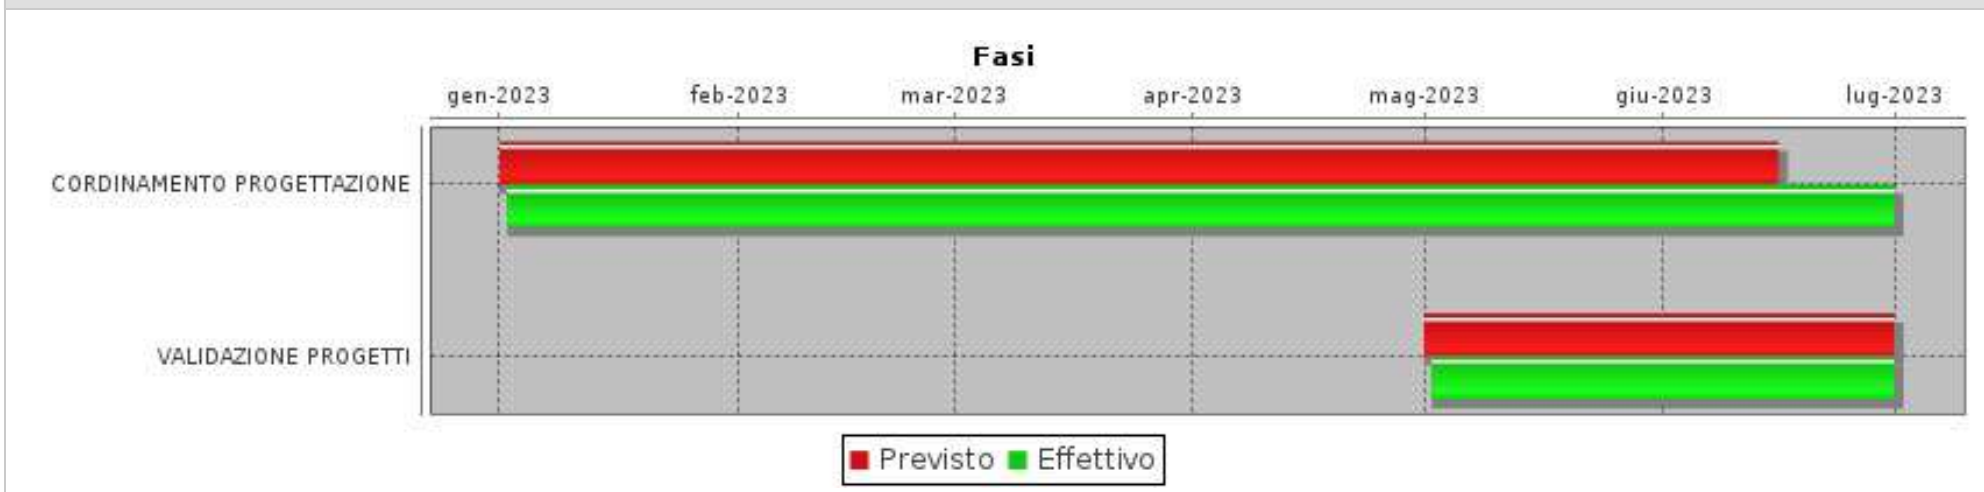 Fasi
gen-2023 feb-2023 mar-2023 apr-2023 mag-2023 giu-2023 lug-2023
CORDINAMENTO PROGETTAZIONE
VALIDAZIONE PROGETTI
Previsto Effettivo